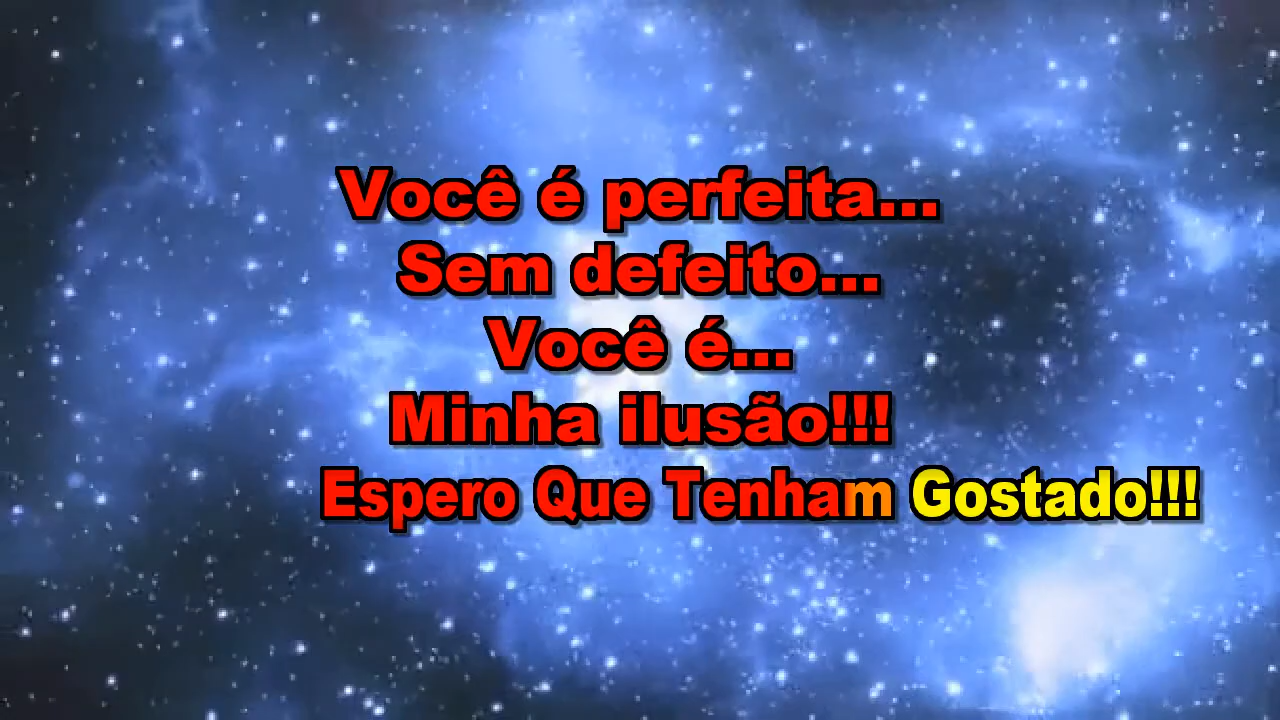 Você é perfeita...
Sem defeito...
Você é...
Minha ilusão!!!
Espero Que Tenham Gostado!!!